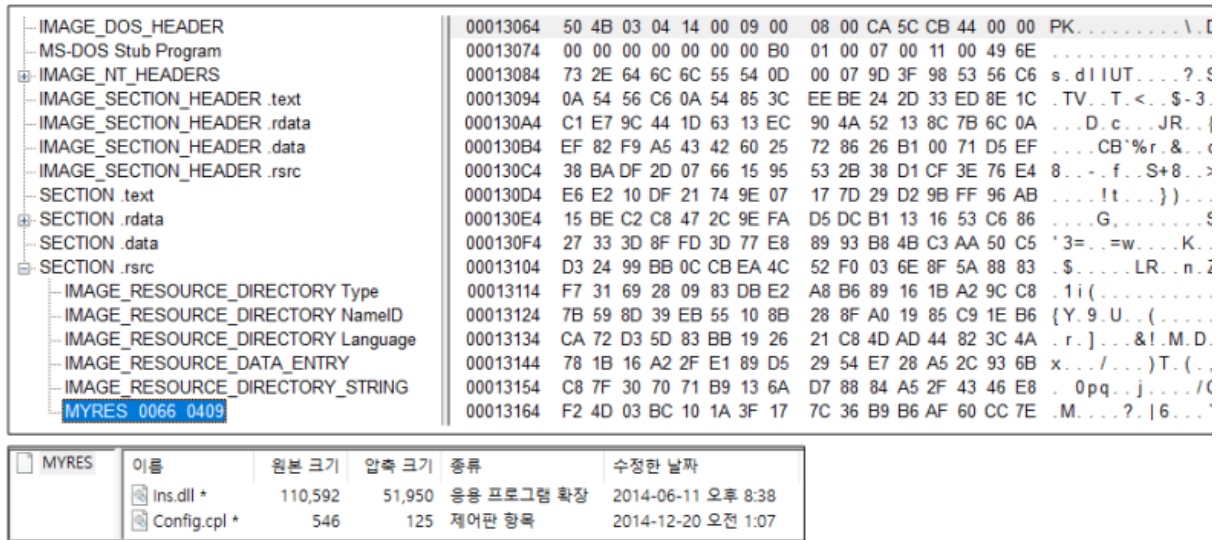 IMAGE_DOS_HEADER
MS-DOS Stub Program
IMAGE_NT_HEADERS
IMAGE_SECTION_HEADER .text
IMAGE_SECTION_HEADER .rdata
IMAGE_SECTION_HEADER .data
IMAGE_SECTION_HEADER .rsrc
SECTION .text
SECTION .rdata
SECTION .data
SECTION .rsrc
IMAGE_RESOURCE_DIRECTORY Type
IMAGE_RESOURCE_DIRECTORY NameID
IMAGE_RESOURCE_DIRECTORY Language
IMAGE_RESOURCE_DATA_ENTRY
IMAGE_RESOURCE_DIRECTORY_STRING
MYRES 0066 0409
00013064 50 4B 03 04 14 00 09 00 08 00 CA 5C CB 44 00 00 PK.........\.D
00013074 00 00 00 00 00 00 00 B0 01 00 07 00 11 00 49 6E ..............
00013084 73 2E 64 6C 6C 55 54 0D 00 07 9D 3F 98 53 56 C6 s.dllUT....?.S
00013094 0A 54 56 C6 0A 54 85 3C EE BE 24 2D 33 ED 8E 1C .TV..T.<..$-3.
000130A4 C1 E7 9C 44 1D 63 13 EC 90 4A 52 13 8C 7B 6C 0A ...D.c...JR..{
000130B4 EF 82 F9 A5 43 42 60 25 72 86 26 B1 00 71 D5 EF ....CB`%r.&..q
000130C4 38 BA DF 2D 07 66 15 95 53 2B 38 D1 CF 3E 76 E4 8..-.f..S+8..>
000130D4 E6 E2 10 DF 21 74 9E 07 17 7D 29 D2 9B FF 96 AB ....!t...})...
000130E4 15 BE C2 C8 47 2C 9E FA D5 DC B1 13 16 53 C6 86 ....G,.......S
000130F4 27 33 3D 8F FD 3D 77 E8 89 93 B8 4B C3 AA 50 C5 '3=..=w....K..
00013104 D3 24 99 BB 0C CB EA 4C 52 F0 03 6E 8F 5A 88 83 .$.....LR..n.Z
00013114 F7 31 69 28 09 83 DB E2 A8 B6 89 16 1B A2 9C C8 .1i(..........
00013124 7B 59 8D 39 EB 55 10 8B 28 8F A0 19 85 C9 1E B6 {Y.9.U..(.....
00013134 CA 72 D3 5D 83 BB 19 26 21 C8 4D AD 44 82 3C 4A .r.]...&!.M.D.
00013144 78 1B 16 A2 2F E1 89 D5 29 54 E7 28 A5 2C 93 6B x.../...)T.(.,
00013154 C8 7F 30 70 71 B9 13 6A D7 88 84 A5 2F 43 46 E8 . 0pq..j..../C
00013164 F2 4D 03 BC 10 1A 3F 17 7C 36 B9 B6 AF 60 CC 7E .M....?.|6...`
MYRES
이름 원본 크기 압축 크기 종류 수정한 날짜
Ins.dll * 110,592 51,950 응용 프로그램 확장 2014-06-11 오후 8:38
Config.cpl * 546 125 제어판 항목 2014-12-20 오전 1:07